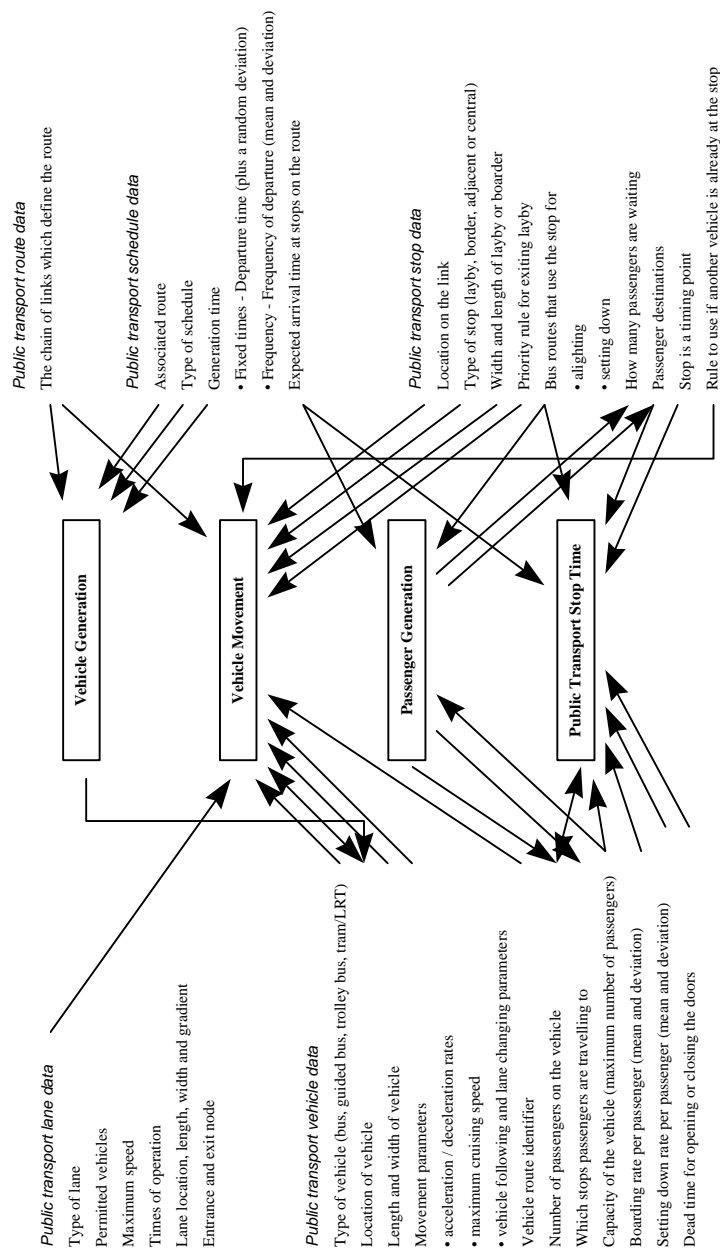 Public transport lane data
Type of lane
Permitted vehicles
Maximum speed
Times of operation
Lane location, length, width and gradient
Entrance and exit node
Public transport vehicle data
Type of vehicle (bus, guided bus, trolley bus, tram/LRT)
Location of vehicle
Length and width of vehicle
Movement parameters
• acceleration / deceleration rates
• maximum cruising speed
• vehicle following and lane changing parameters
Vehicle route identifier
Number of passengers on the vehicle
Which stops passengers are travelling to
Capacity of the vehicle (maximum number of passengers)
Boarding rate per passenger (mean and deviation)
Setting down rate per passenger (mean and deviation)
Dead time for opening or closing the doors
Vehicle Generation
Vehicle Movement
Passenger Generation
Public Transport Stop Time
Public transport route data
The chain of links which define the route
Public transport schedule data
Associated route
Type of schedule
Generation time
• Fixed times - Departure time (plus a random deviation)
• Frequency - Frequency of departure (mean and deviation)
Expected arrival time at stops on the route
Public transport stop data
Location on the link
Type of stop (layby, border, adjacent or central)
Width and length of layby or boarder
Priority rule for exiting layby
Bus routes that use the stop for
• alighting
• setting down
How many passengers are waiting
Passenger destinations
Stop is a timing point
Rule to use if another vehicle is already at the stop